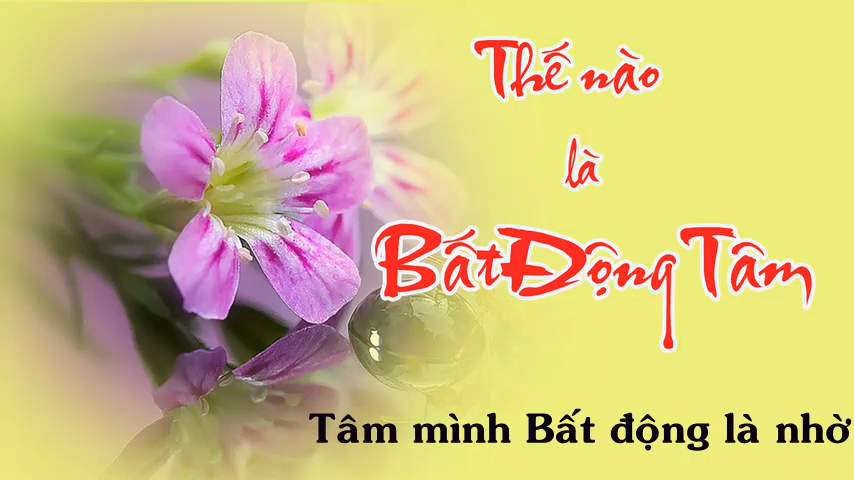 Thế nào
là
Bất Động Tâm
Tâm mình Bất động là nhờ